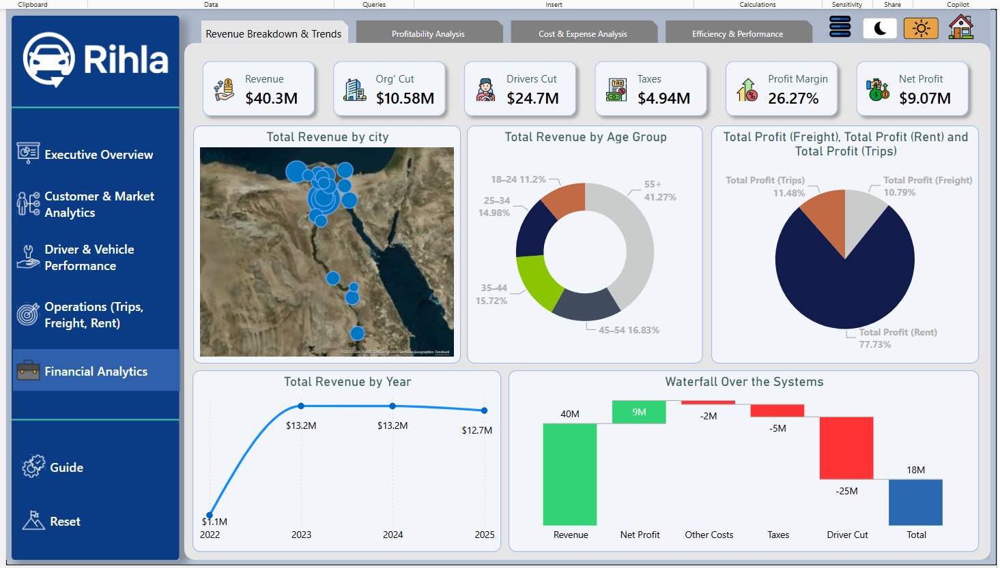 Clipboard
Data
Queries
Insert
Calculations
Sensitivity
Share
Copilot
Rihla
Revenue Breakdown & Trends
Profitability Analysis
Cost & Expense Analysis
Efficiency & Performance
Executive Overview
Customer & Market
Analytics
Driver & Vehicle
Performance
Operations (Trips,
Freight, Rent)
Financial Analytics
Guide
Reset
Revenue
$40.3M
Org' Cut
$10.58M
Drivers Cut
$24.7M
TAX
Taxes
$4.94M
Profit Margin
26.27%
Net Profit
$9.07M
Total Revenue by city
Feedback
Total Revenue by Age Group
18–24 11.2%
55+
41.27%
25–34
14.98%
35–44
15.72%
45–54 16.83%
Total Profit (Freight), Total Profit (Rent) and
Total Profit (Trips)
Total Profit (Trips)
11.48%
Total Profit (Freight)
10.79%
Total Profit (Rent)
77.73%
Total Revenue by Year
$1.1M
$13.2M
$13.2M
$12.7M
2022
2023
2024
2025
Waterfall Over the Systems
40M
9M
-2M
-5M
-25M
18M
Revenue
Net Profit
Other Costs
Taxes
Driver Cut
Total